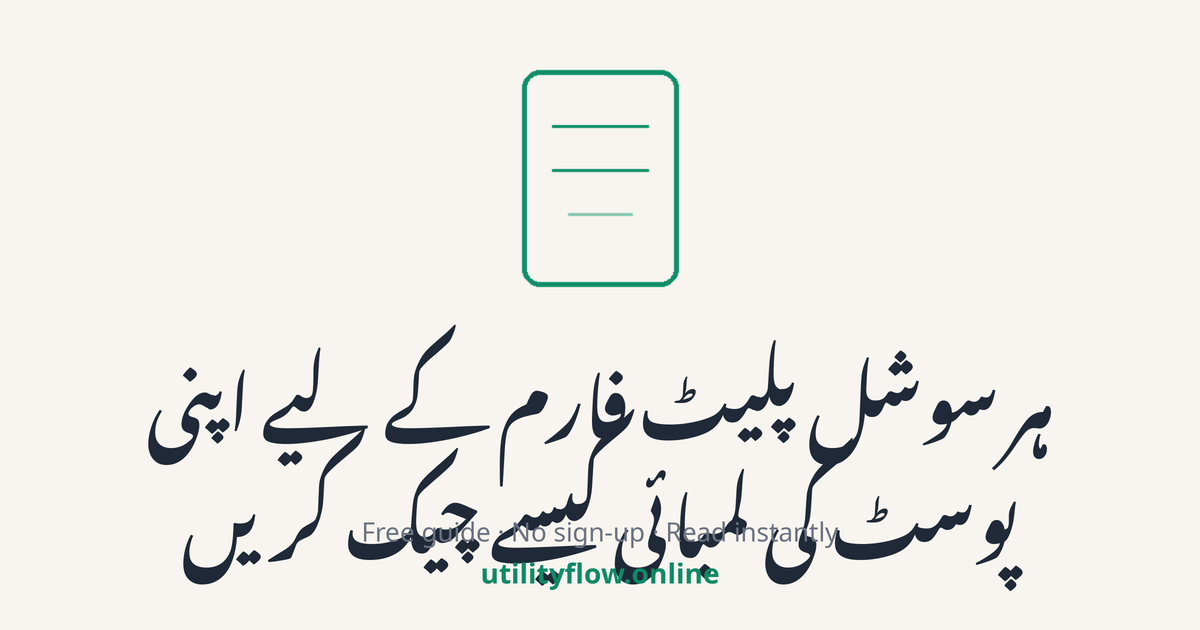 ہر سوشل پلیٹ فارم کے لیے اپنی
پوسٹ کی لمبائی کیسے چیک کریں
Free guide · No sign-up · Read instantly
utilityflow.online